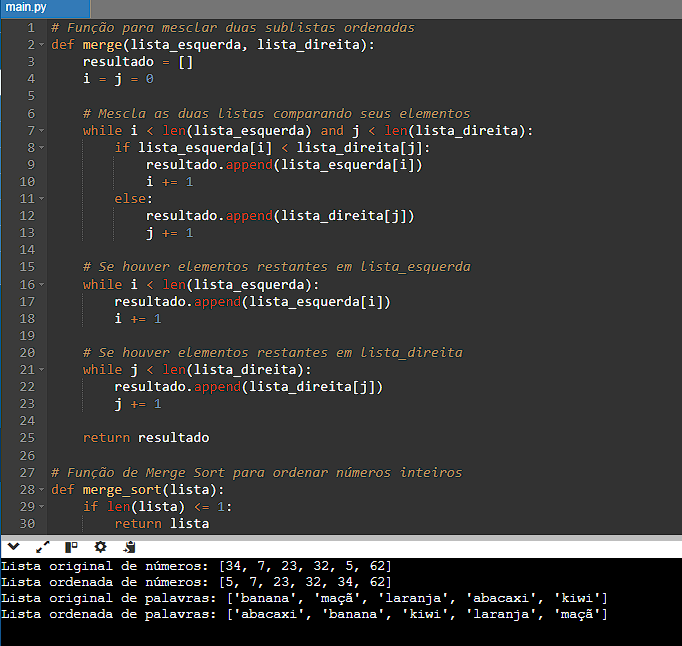 main.py
1 # Função para mesclar duas sublistas ordenadas
2 def merge(lista_esquerda, lista_direita):
3     resultado = []
4     i = j = 0
5
6     # Mescla as duas listas comparando seus elementos
7     while i < len(lista_esquerda) and j < len(lista_direita):
8         if lista_esquerda[i] < lista_direita[j]:
9             resultado.append(lista_esquerda[i])
10             i += 1
11         else:
12             resultado.append(lista_direita[j])
13             j += 1
14
15     # Se houver elementos restantes em lista_esquerda
16     while i < len(lista_esquerda):
17         resultado.append(lista_esquerda[i])
18         i += 1
19
20     # Se houver elementos restantes em lista_direita
21     while j < len(lista_direita):
22         resultado.append(lista_direita[j])
23         j += 1
24
25     return resultado
26
27 # Função de Merge Sort para ordenar números inteiros
28 def merge_sort(lista):
29     if len(lista) <= 1:
30         return lista
Lista original de números: [34, 7, 23, 32, 5, 62]
Lista ordenada de números: [5, 7, 23, 32, 34, 62]
Lista original de palavras: ['banana', 'maçã', 'laranja', 'abacaxi', 'kiwi']
Lista ordenada de palavras: ['abacaxi', 'banana', 'kiwi', 'laranja', 'maçã']